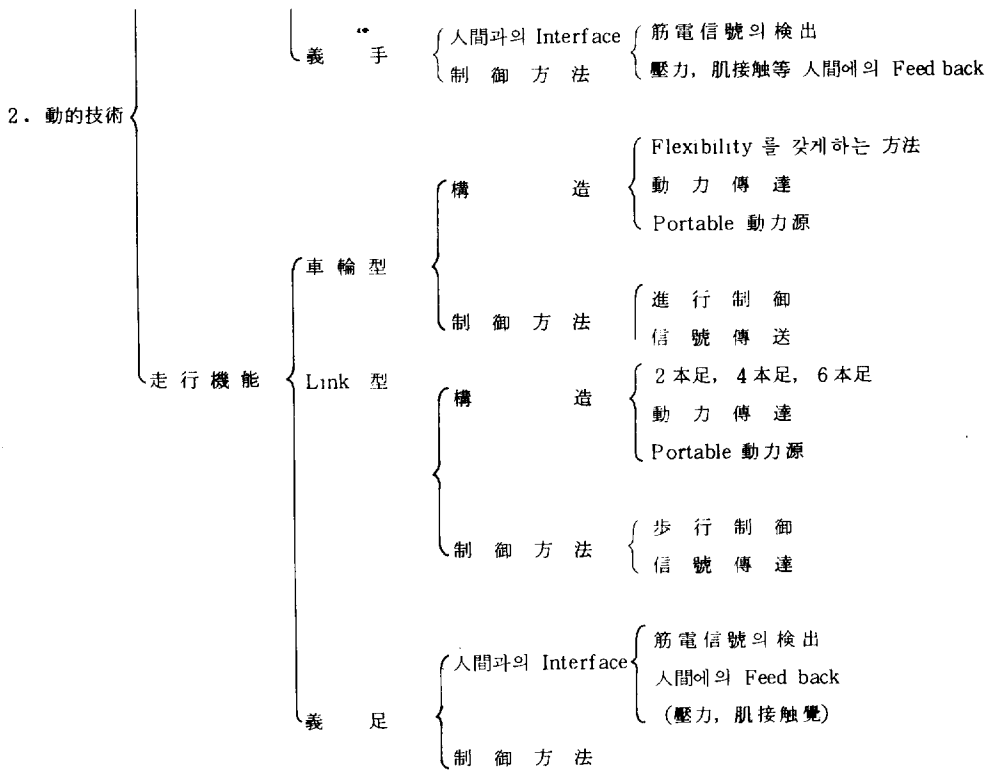 義 手
人間과의 Interface
制 御 方 法
筋電信號의 検出
壓力, 肌接触等 人間에의 Feed back
2. 動的技術
走 行 機 能
車 輪 型
構 造
Flexibility 를 갖게하는 方法
動 力 傳 達
Portable 動力源
制 御 方 法
進 行 制 御
信 號 傳 送
Link 型
構 造
2本足, 4本足, 6本足
動 力 傳 達
Portable 動力源
制 御 方 法
歩 行 制 御
信 號 傳 達
義 足
人間과의 Interface
筋電信號의 検出
人間에의 Feed back
(壓力, 肌接触覺)
制 御 方 法